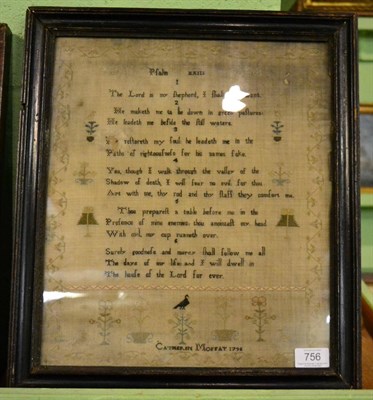 Psalm XXIII
1
The Lord is my shepherd, I shall not want.
2
He maketh me to lie down in green pastures:
He leadeth me beside the still waters.
3
He restoreth my soul: he leadeth me in the
Paths of righteousness for his names sake.
4
Yea, though I walk through the valley of the
Shadow of death, I will fear no evil for thou
Art with me, thy rod and thy staff they comfort me.
5
Thou preparest a table before me in the
Presence of mine enemies: thou anointest my head
With oil, my cup runneth over.
6
Surely goodness and mercy shall follow me all
The days of my life: and I will dwell in
The house of the Lord for ever.
Catherine Moffat
756